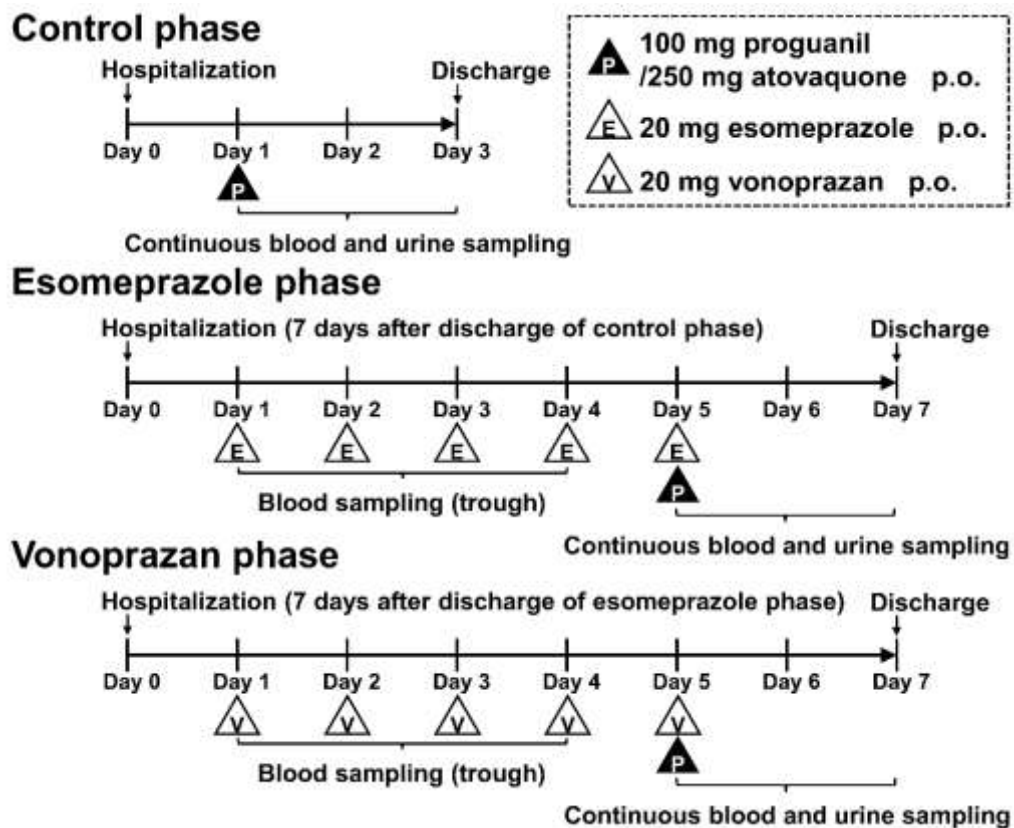 Control phase
Hospitalization
Discharge
Day 0 Day 1 Day 2 Day 3
P
Continuous blood and urine sampling
P 100 mg proguanil
/250 mg atovaquone p.o.
E 20 mg esomeprazole p.o.
V 20 mg vonoprazan p.o.
Esomeprazole phase
Hospitalization (7 days after discharge of control phase)
Discharge
Day 0 Day 1 Day 2 Day 3 Day 4 Day 5 Day 6 Day 7
E E E E E
Blood sampling (trough)
P
Continuous blood and urine sampling
Vonoprazan phase
Hospitalization (7 days after discharge of esomeprazole phase)
Discharge
Day 0 Day 1 Day 2 Day 3 Day 4 Day 5 Day 6 Day 7
V V V V V
Blood sampling (trough)
P
Continuous blood and urine sampling